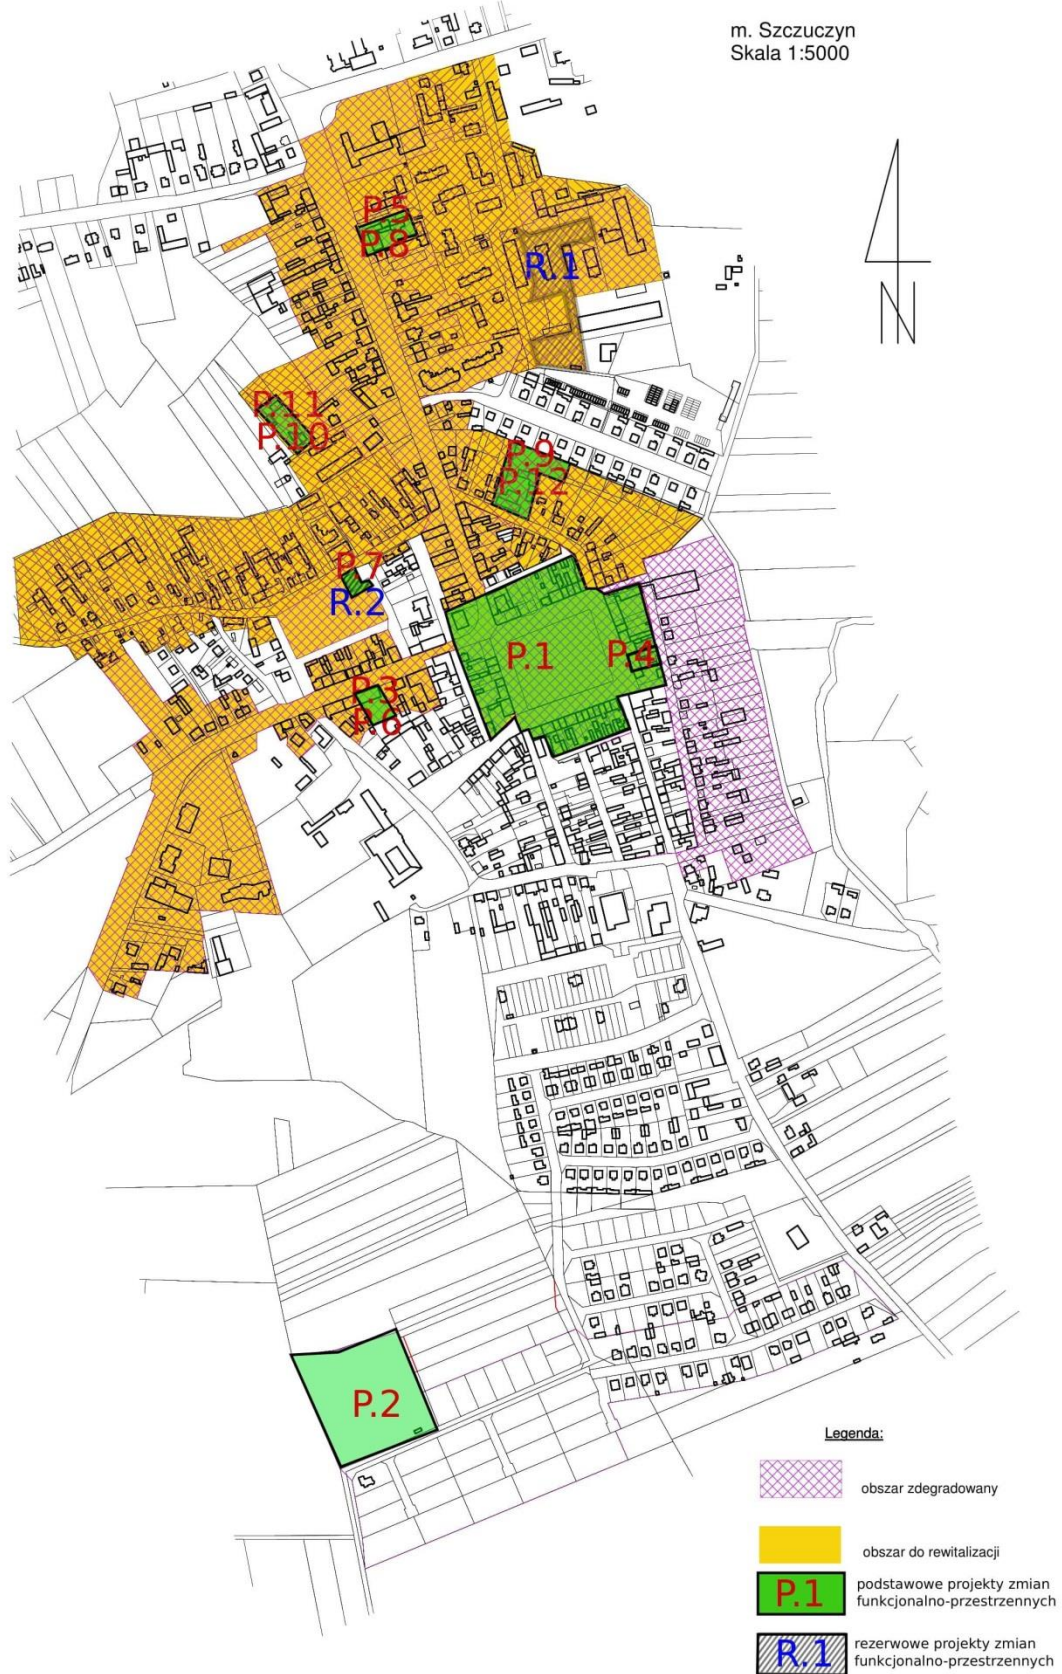 m. Szczuczyn
Skala 1:5000
N
P.5
P.8
R.1
P.11
P.10
P.9
P.12
P.7
R.2
P.1
P.4
P.3
P.6
P.2
Legenda:
obszar zdegradowany
obszar do rewitalizacji
P.1
podstawowe projekty zmian
funkcjonalno-przestrzennych
R.1
rezerwowe projekty zmian
funkcjonalno-przestrzennych